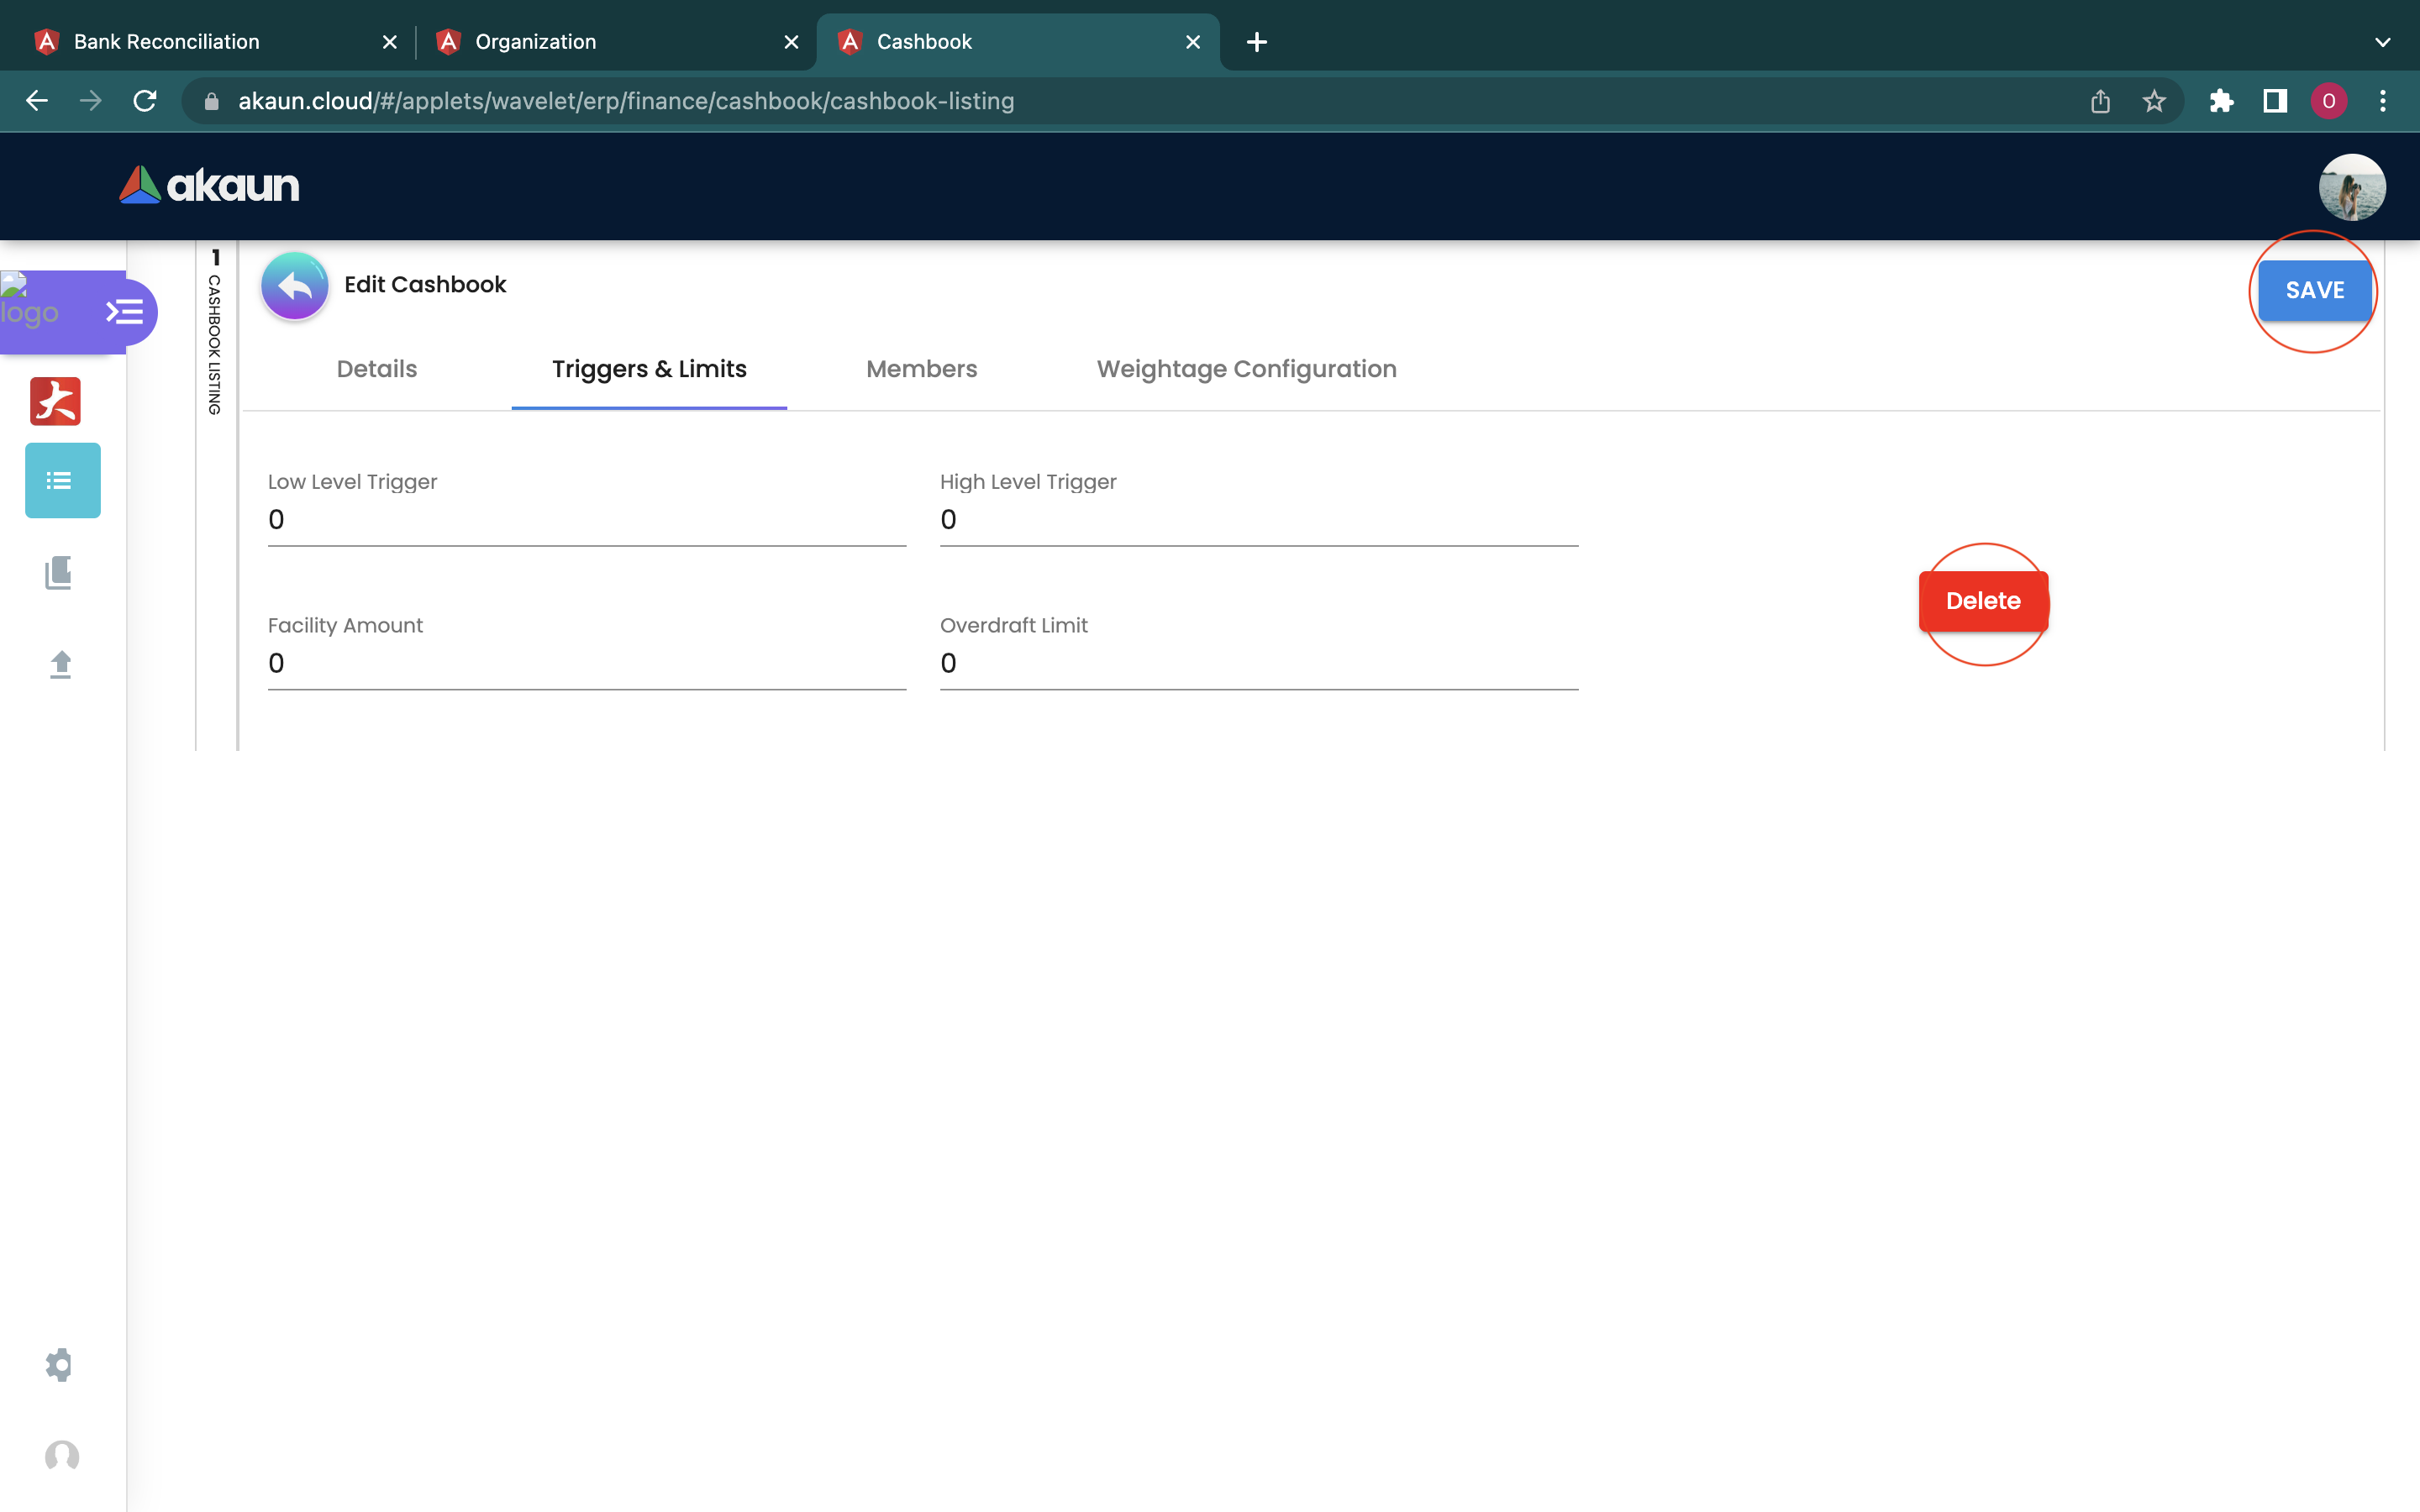 Bank Reconciliation
Organization
Cashbook
akaun.cloud/#/applets/wavelet/erp/finance/cashbook/cashbook-listing
O
akaun
logo
1
CASHBOOK LISTING
Edit Cashbook
SAVE
Details
Triggers & Limits
Members
Weightage Configuration
Low Level Trigger
0
High Level Trigger
0
Delete
Facility Amount
0
Overdraft Limit
0